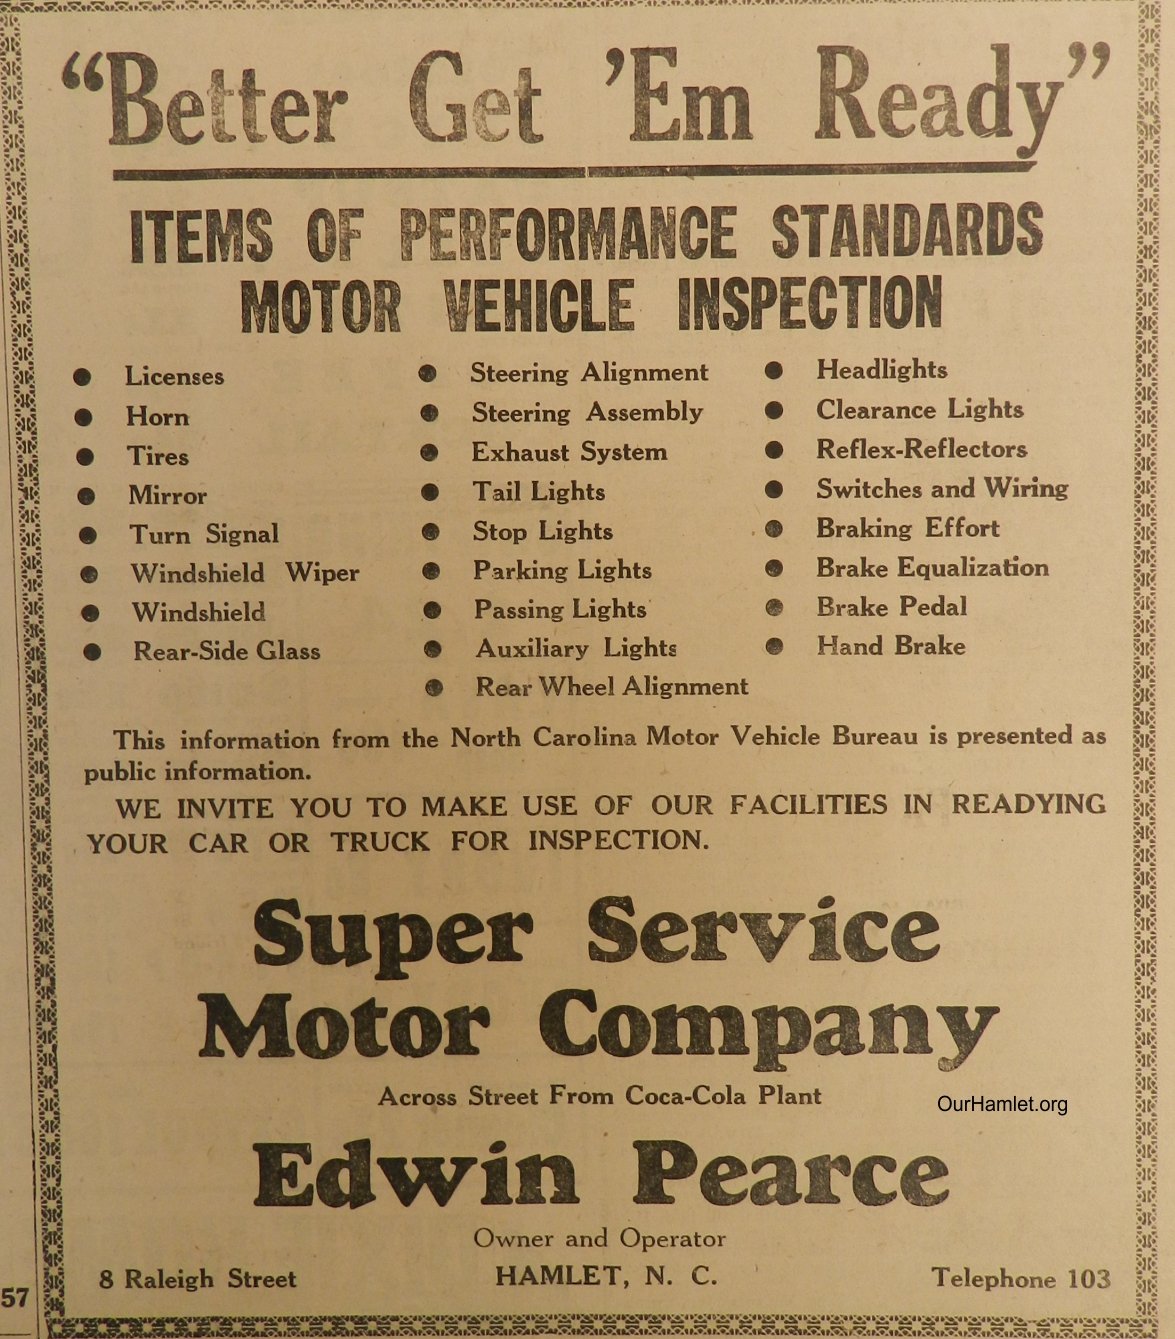 “Better Get ’Em Ready”
ITEMS OF PERFORMANCE STANDARDS
MOTOR VEHICLE INSPECTION
● Licenses
● Horn
● Tires
● Mirror
● Turn Signal
● Windshield Wiper
● Windshield
● Rear-Side Glass
● Steering Alignment
● Steering Assembly
● Exhaust System
● Tail Lights
● Stop Lights
● Parking Lights
● Passing Lights
● Auxiliary Lights
● Rear Wheel Alignment
● Headlights
● Clearance Lights
● Reflex-Reflectors
● Switches and Wiring
● Braking Effort
● Brake Equalization
● Brake Pedal
● Hand Brake
This information from the North Carolina Motor Vehicle Bureau is presented as
public information.
WE INVITE YOU TO MAKE USE OF OUR FACILITIES IN READYING
YOUR CAR OR TRUCK FOR INSPECTION.
Super Service
Motor Company
Across Street From Coca-Cola Plant
OurHamlet.org
Edwin Pearce
Owner and Operator
8 Raleigh Street HAMLET, N. C. Telephone 103
57